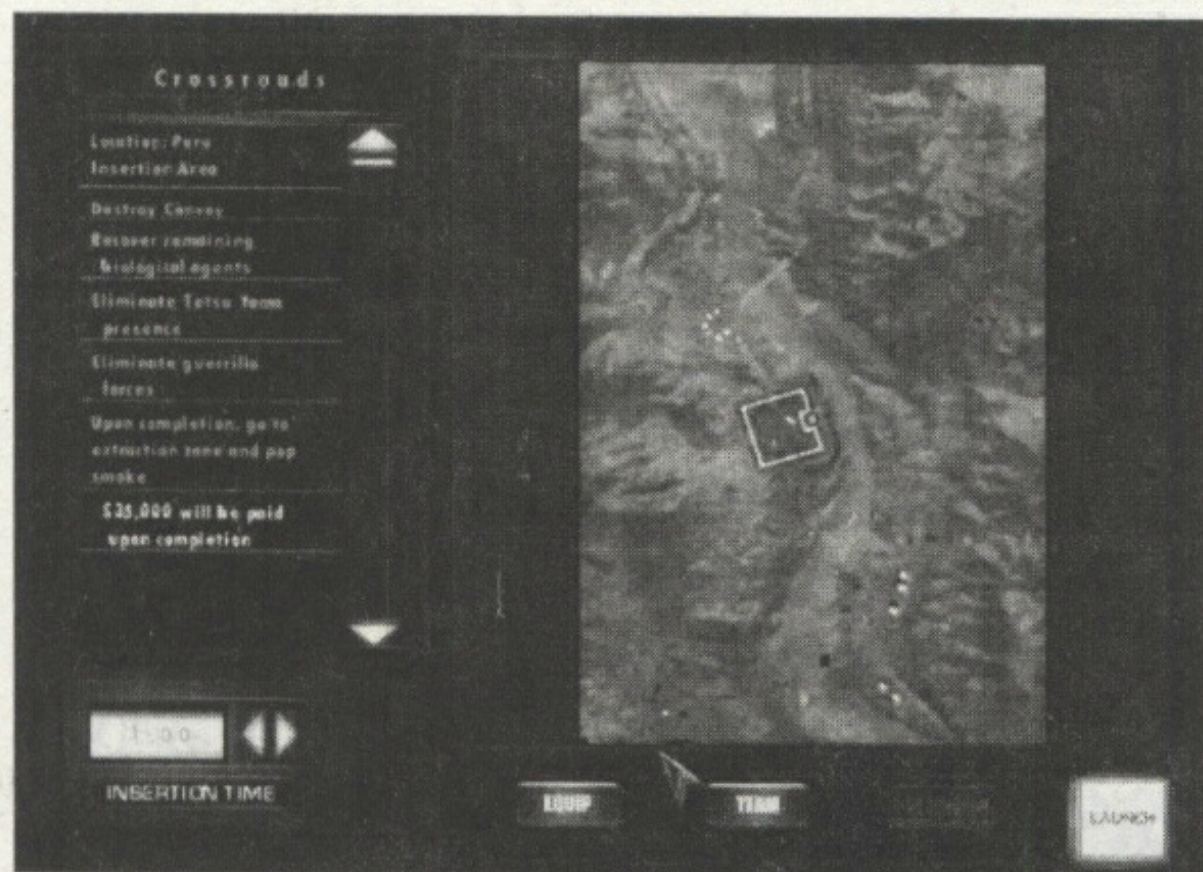 Crossroads
Location: Peru
Insertion Area
Destroy Convoy
Recover remaining
biological agents
Eliminate Tetsu Team
presence
Eliminate guerrilla
forces
Upon completion, go to
extraction zone and pop
smoke
$35,000 will be paid
upon completion
INSERTION TIME
EQUIP
TEAM
LAUNCH